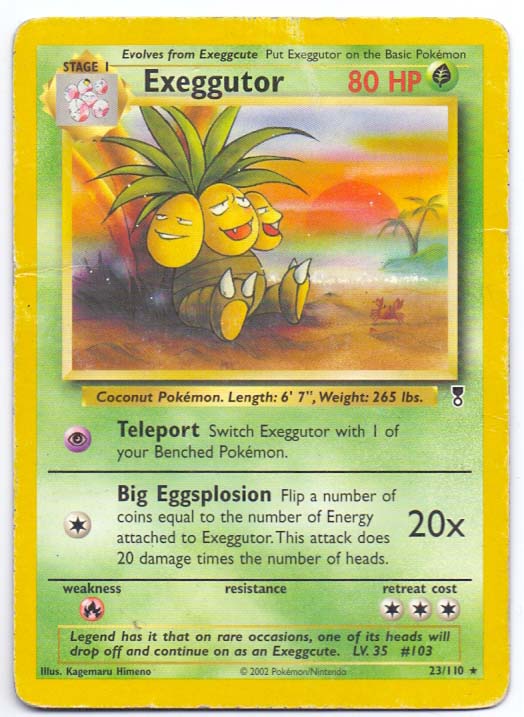 Evolves from Exeggcute Put Exeggutor on the Basic Pokémon
STAGE 1
Exeggutor 80 HP
Coconut Pokémon. Length: 6' 7", Weight: 265 lbs.
Teleport Switch Exeggutor with 1 of
your Benched Pokémon.
Big Eggsplosion Flip a number of
coins equal to the number of Energy
attached to Exeggutor. This attack does
20 damage times the number of heads.
20x
weakness resistance retreat cost
Legend has it that on rare occasions, one of its heads will
drop off and continue on as an Exeggcute. LV. 35 #103
Illus. Kagemaru Himeno © 2002 Pokémon/Nintendo 23/110 ★